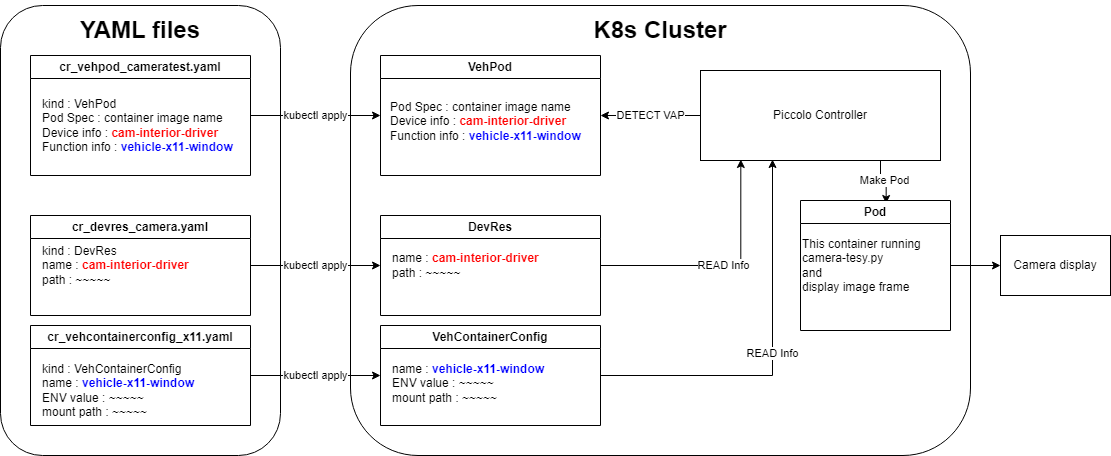 YAML files
cr_vehpod_cameratest.yaml
kind : VehPod
Pod Spec : container image name
Device info : cam-interior-driver
Function info : vehicle-x11-window
cr_devres_camera.yaml
kind : DevRes
name : cam-interior-driver
path : ~~~~~
cr_vehcontainerconfig_x11.yaml
kind : VehContainerConfig
name : vehicle-x11-window
ENV value : ~~~~~
mount path : ~~~~~
kubectl apply
kubectl apply
kubectl apply
K8s Cluster
VehPod
Pod Spec : container image name
Device info : cam-interior-driver
Function info : vehicle-x11-window
DevRes
name : cam-interior-driver
path : ~~~~~
VehContainerConfig
name : vehicle-x11-window
ENV value : ~~~~~
mount path : ~~~~~
DETECT VAP
Piccolo Controller
READ Info
READ Info
Make Pod
Pod
This container running
camera-tesy.py
and
display image frame
Camera display